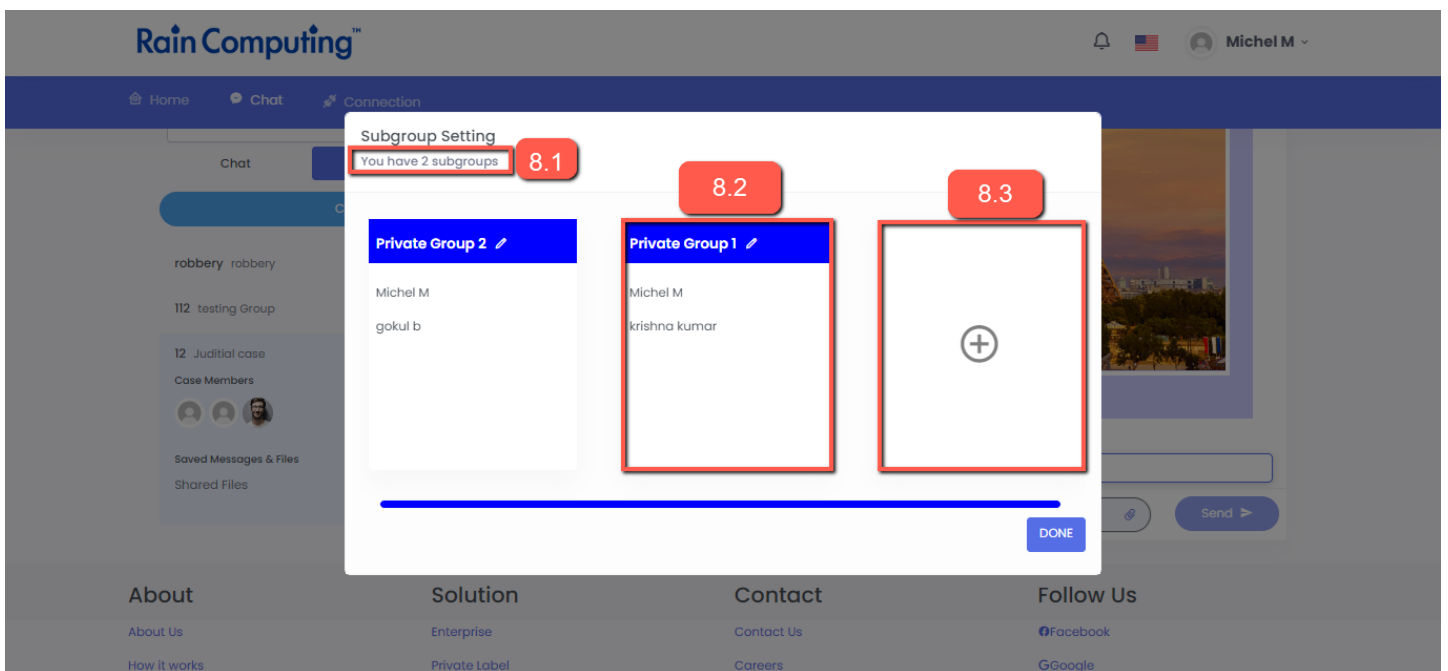 Rain Computing™
Michel M
Home Chat Connection
Subgroup Setting
You have 2 subgroups
8.1
8.2
8.3
Chat
C
robbery robbery
112 testing Group
12 Juditial case
Case Members
Saved Messages & Files
Shared Files
Private Group 2
Michel M
gokul b
Private Group 1
Michel M
krishna kumar
DONE
Send
About
About Us
How it works
Solution
Enterprise
Private Label
Contact
Contact Us
Careers
Follow Us
Facebook
GGoogle